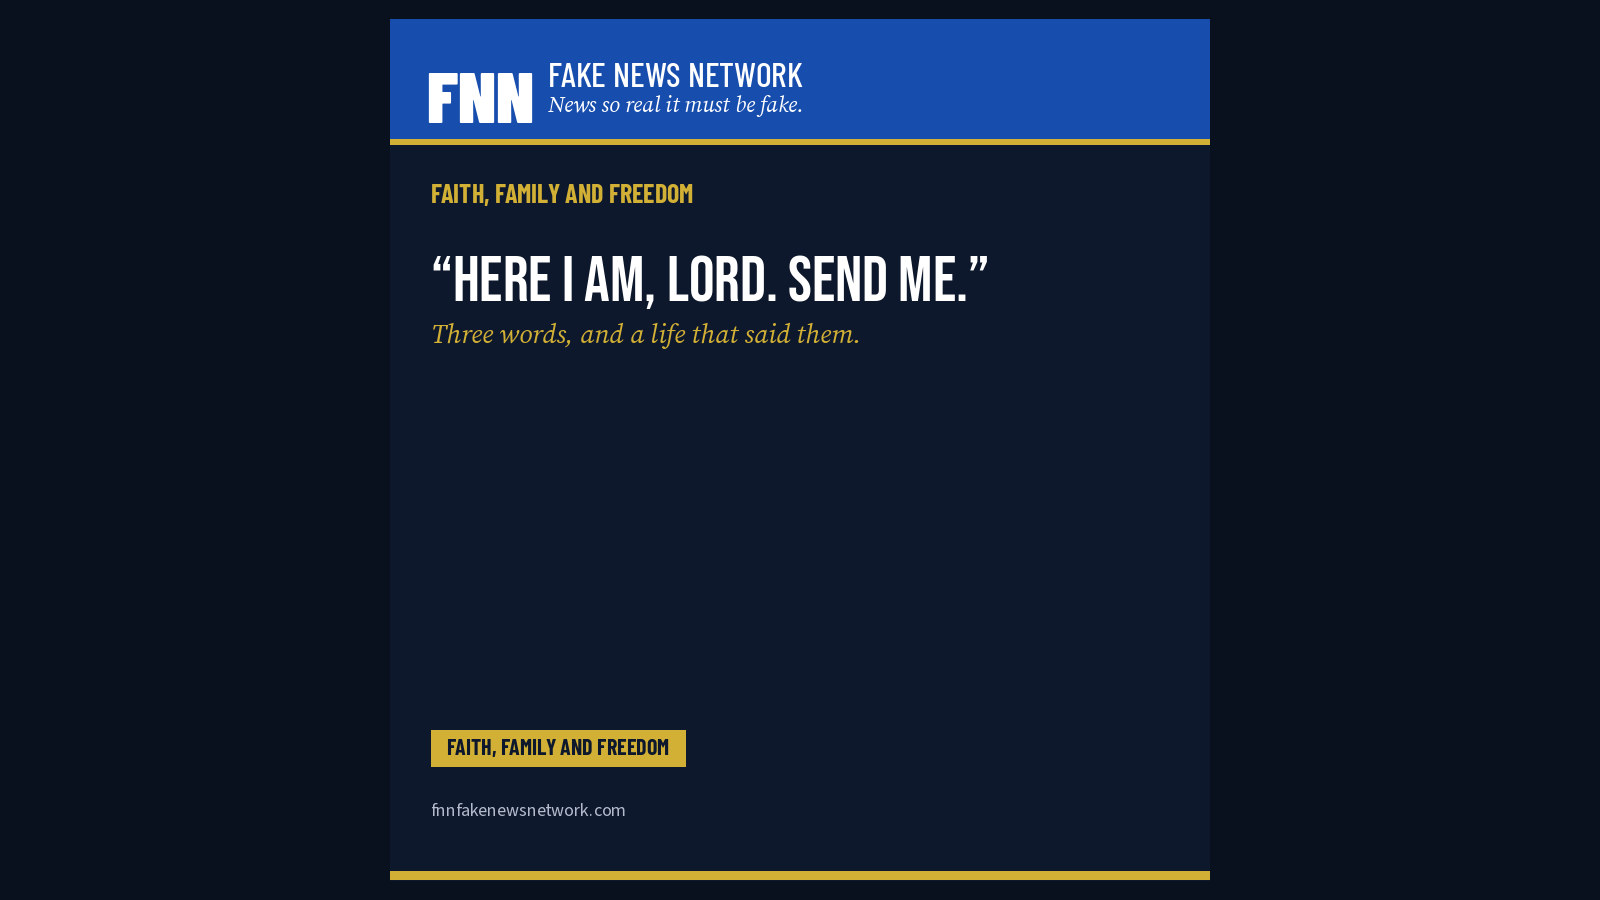 FNN
FAKE NEWS NETWORK
News so real it must be fake.
FAITH, FAMILY AND FREEDOM
“HERE I AM, LORD. SEND ME.”
Three words, and a life that said them.
FAITH, FAMILY AND FREEDOM
fnnfakenewsnetwork.com